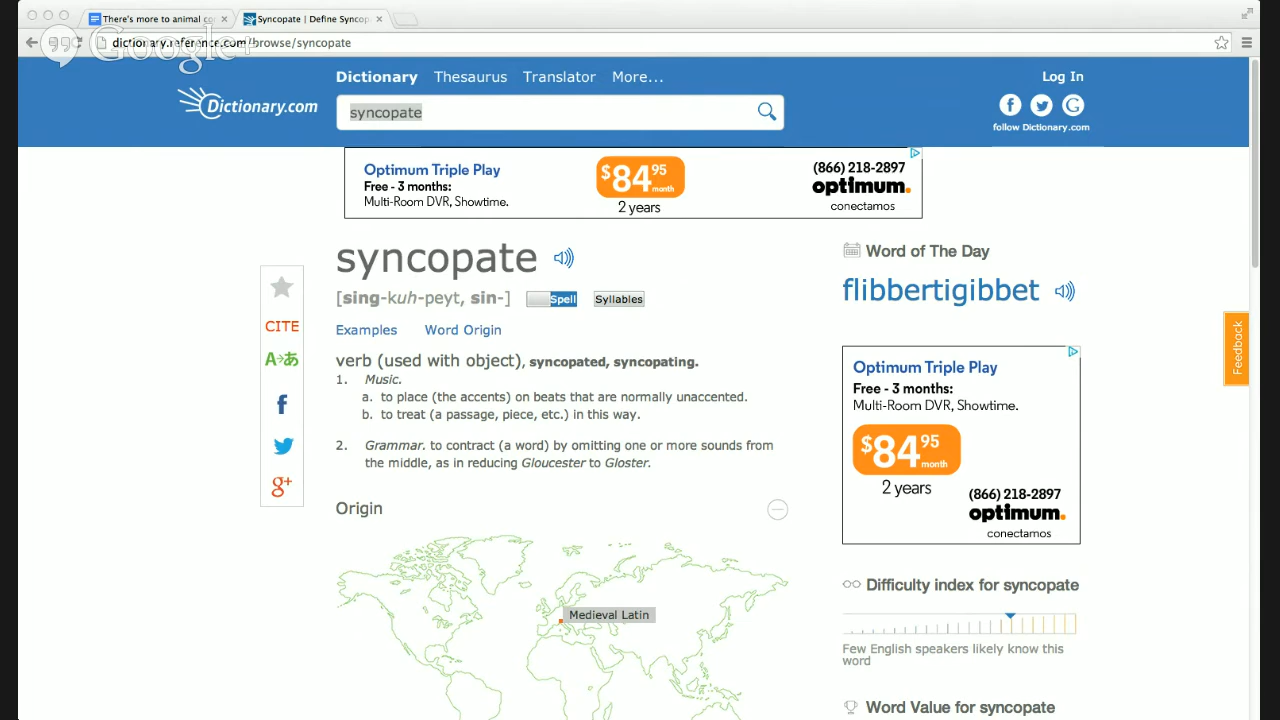 There's more to animal co
Syncopate | Define Syncop
Google+
dictionary.reference.com/browse/syncopate
Dictionary Thesaurus Translator More...
Log In
Dictionary.com
syncopate
follow Dictionary.com
Optimum Triple Play
Free - 3 months:
Multi-Room DVR, Showtime.
$84.95 month
2 years
(866) 218-2897
optimum.
conectamos
syncopate
[sing-kuh-peyt, sin-] Spell Syllables
Examples Word Origin
verb (used with object), syncopated, syncopating.
1. Music.
a. to place (the accents) on beats that are normally unaccented.
b. to treat (a passage, piece, etc.) in this way.
2. Grammar. to contract (a word) by omitting one or more sounds from
the middle, as in reducing Gloucester to Gloster.
Origin
Medieval Latin
CITE
A→あ
f
g+
Word of The Day
flibbertigibbet
Optimum Triple Play
Free - 3 months:
Multi-Room DVR, Showtime.
$84.95 month
2 years
(866) 218-2897
optimum.
conectamos
Feedback
Difficulty index for syncopate
Few English speakers likely know this
word
Word Value for syncopate